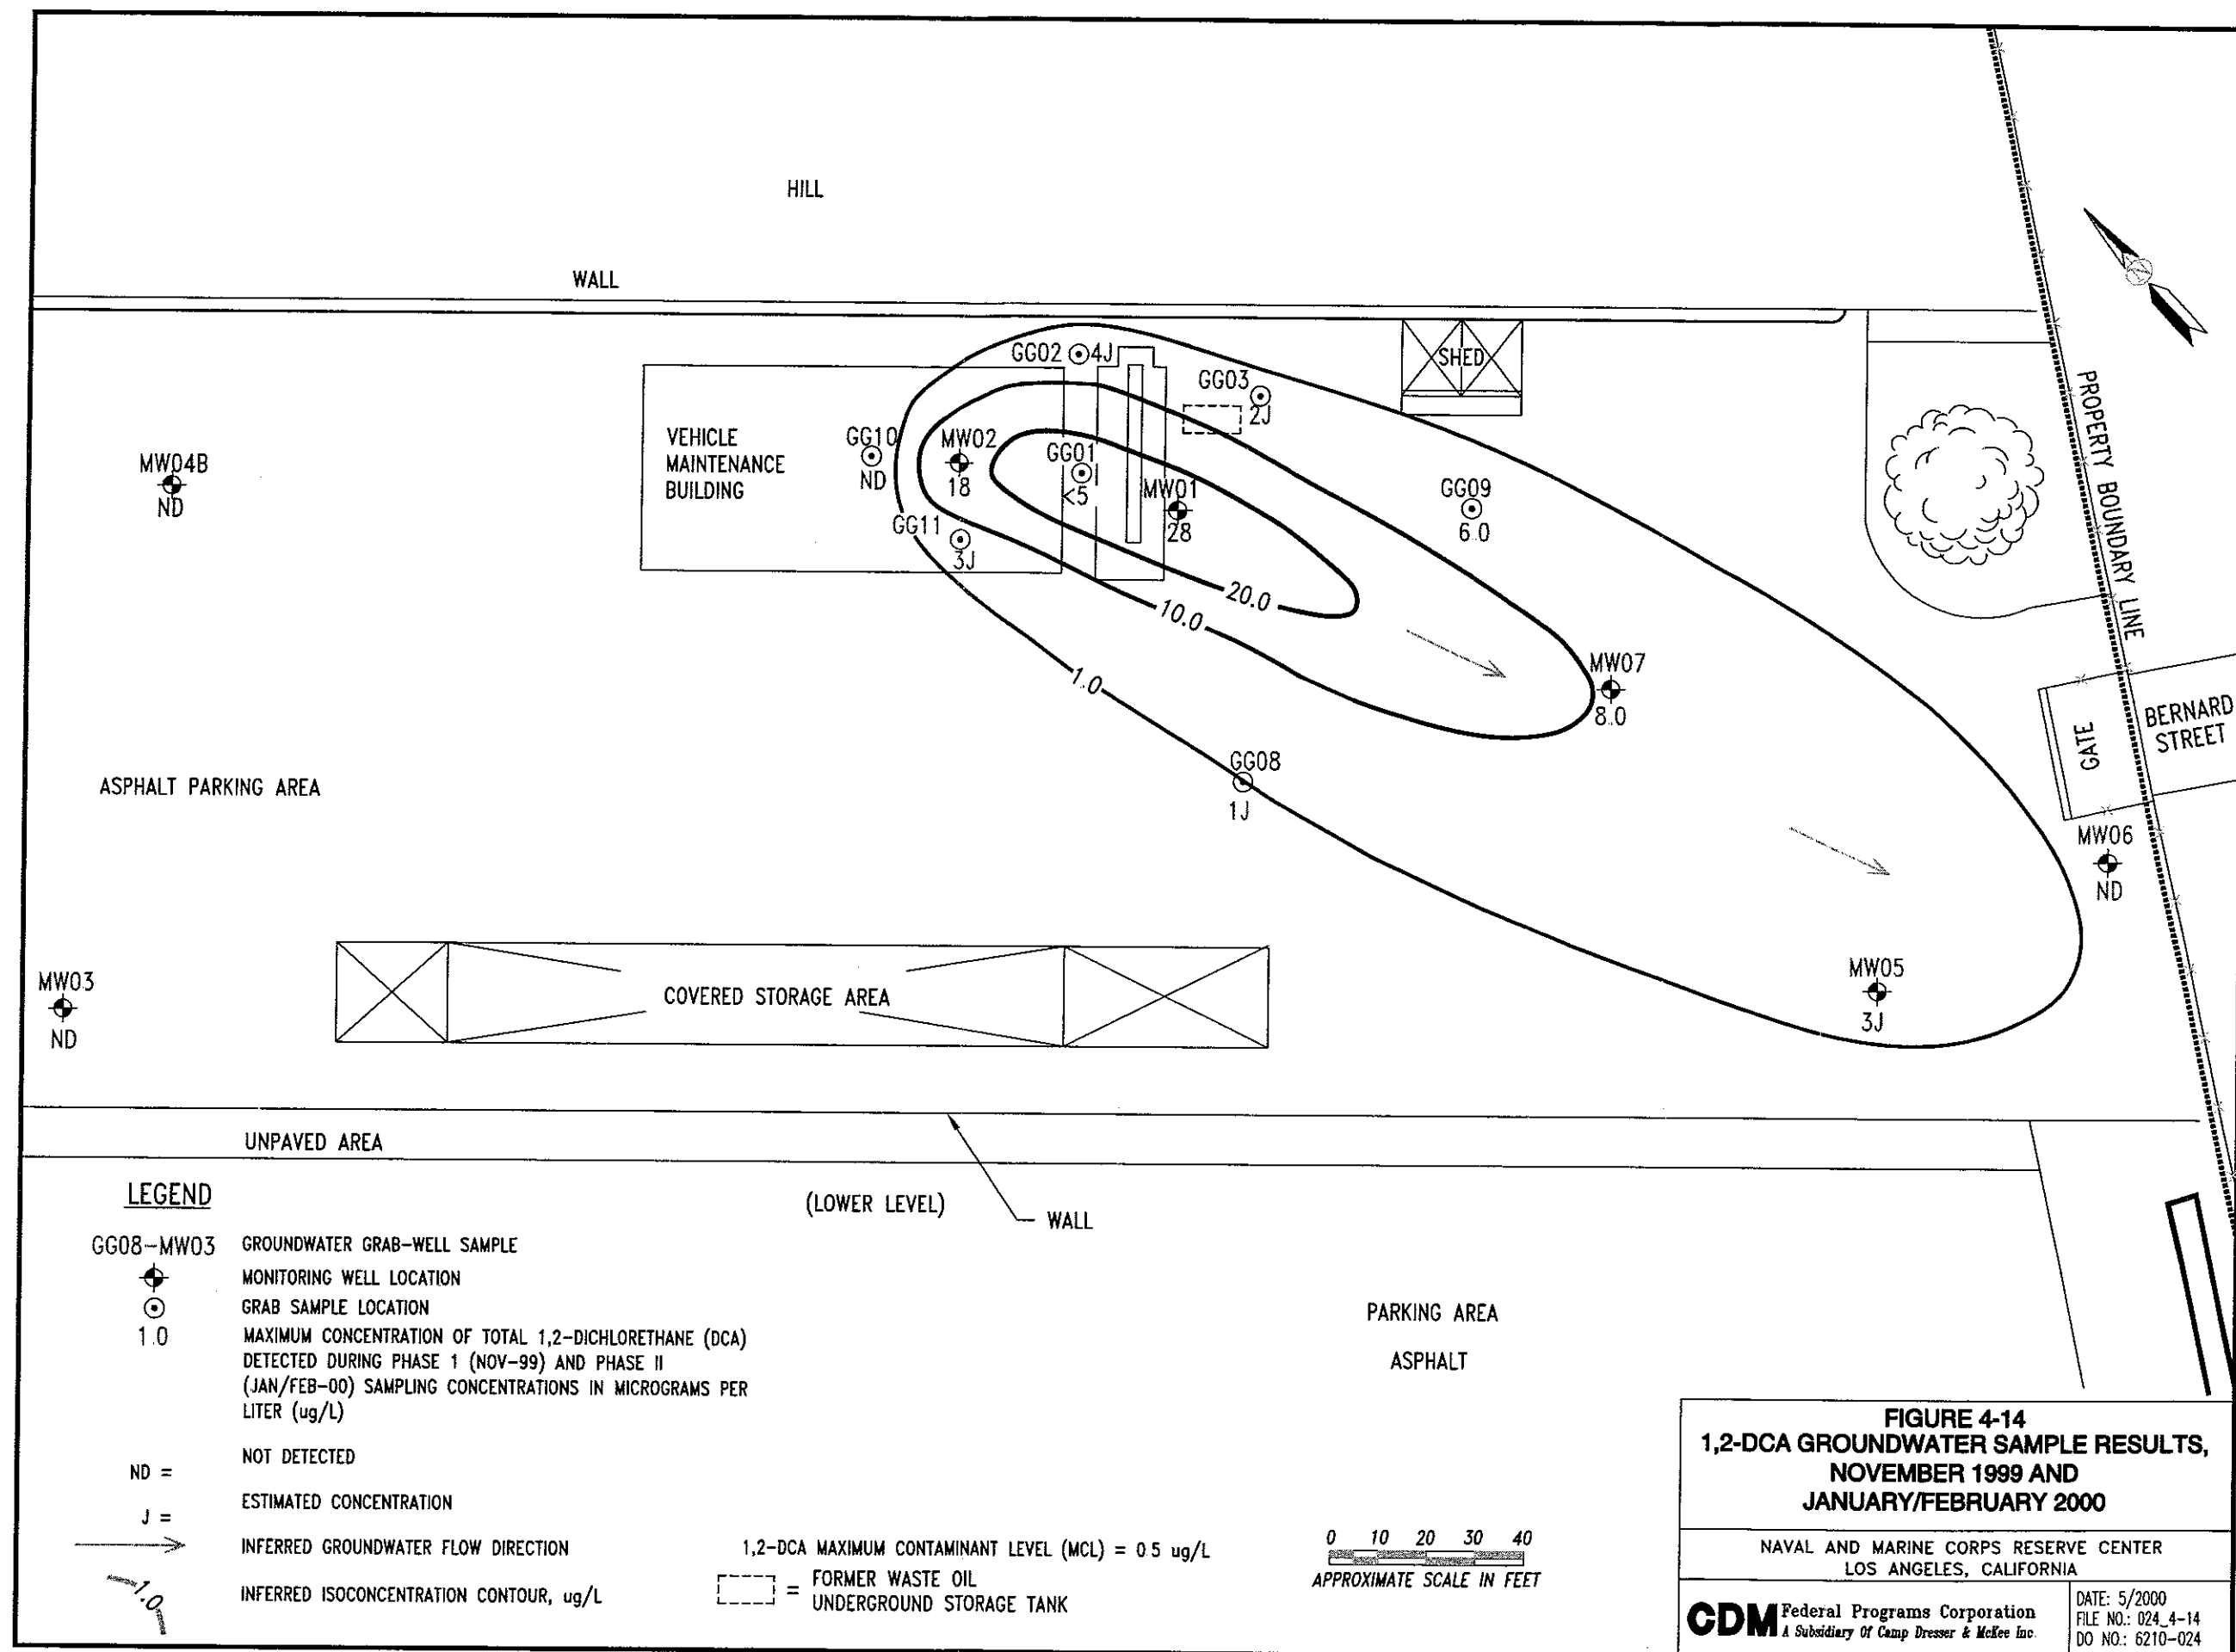 HILL
WALL
GG02
4J
GG03
2J
SHED
VEHICLE
MAINTENANCE
BUILDING
GG10
ND
MW02
18
GG01
<5
MW01
28
GG11
3J
MW04B
ND
GG09
6.0
20.0
10.0
1.0
MW07
8.0
GG08
1J
PROPERTY BOUNDARY LINE
GATE
BERNARD
STREET
MW06
ND
ASPHALT PARKING AREA
MW03
ND
COVERED STORAGE AREA
MW05
3J
UNPAVED AREA
(LOWER LEVEL)
WALL
PARKING AREA
ASPHALT
LEGEND
GG08-MW03 GROUNDWATER GRAB-WELL SAMPLE
MONITORING WELL LOCATION
GRAB SAMPLE LOCATION
1.0 MAXIMUM CONCENTRATION OF TOTAL 1,2-DICHLORETHANE (DCA)
DETECTED DURING PHASE 1 (NOV-99) AND PHASE II
(JAN/FEB-00) SAMPLING CONCENTRATIONS IN MICROGRAMS PER
LITER (ug/L)
ND = NOT DETECTED
J = ESTIMATED CONCENTRATION
INFERRED GROUNDWATER FLOW DIRECTION
1.0 INFERRED ISOCONCENTRATION CONTOUR, ug/L
1,2-DCA MAXIMUM CONTAMINANT LEVEL (MCL) = 0.5 ug/L
= FORMER WASTE OIL
UNDERGROUND STORAGE TANK
0 10 20 30 40
APPROXIMATE SCALE IN FEET
FIGURE 4-14
1,2-DCA GROUNDWATER SAMPLE RESULTS,
NOVEMBER 1999 AND
JANUARY/FEBRUARY 2000
NAVAL AND MARINE CORPS RESERVE CENTER
LOS ANGELES, CALIFORNIA
CDM Federal Programs Corporation
A Subsidiary Of Camp Dresser & McKee Inc.
DATE: 5/2000
FILE NO.: 024_4-14
DO NO.: 6210-024